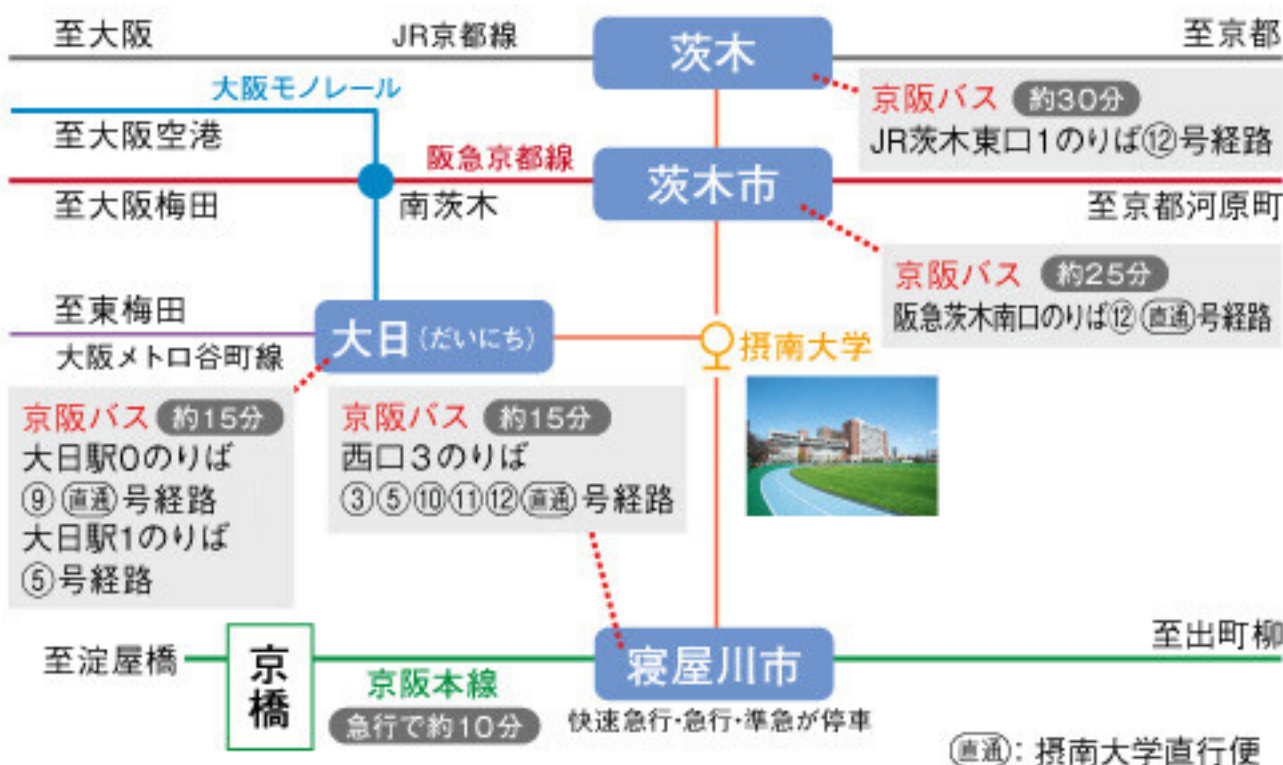 至大阪
JR京都線
茨木
至京都
大阪モノレール
京阪バス 約30分
JR茨木東口1のりば⑫号経路
至大阪空港
阪急京都線
茨木市
至大阪梅田
南茨木
至京都河原町
京阪バス 約25分
阪急茨木南口のりば⑫直通号経路
至東梅田
大阪メトロ谷町線
大日(だいにち)
摂南大学
京阪バス 約15分
大日駅0のりば
⑨直通号経路
大日駅1のりば
⑤号経路
京阪バス 約15分
西口3のりば
③⑤⑩⑪⑫直通号経路
至淀屋橋
京橋
京阪本線
急行で約10分
寝屋川市
快速急行・急行・準急が停車
至出町柳
直通: 摂南大学直行便